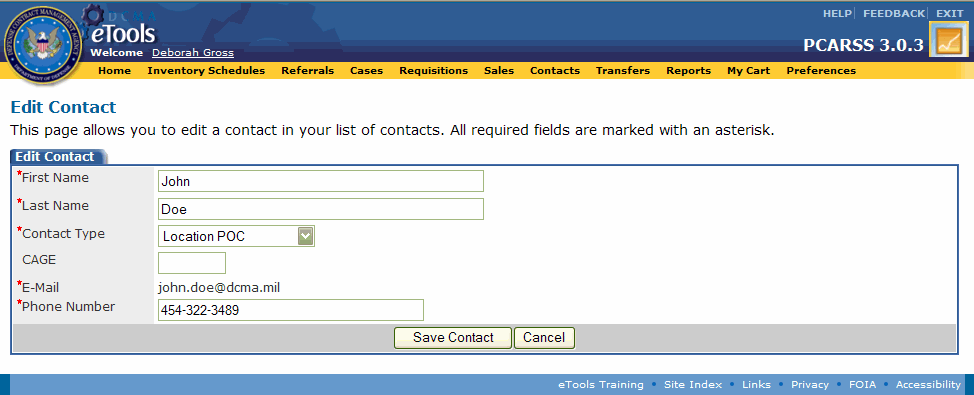 HELP FEEDBACK EXIT
DCMA
eTools
Welcome Deborah Gross
PCARSS 3.0.3
DEFENSE CONTRACT MANAGEMENT AGENCY
DEPARTMENT OF DEFENSE
Home Inventory Schedules Referrals Cases Requisitions Sales Contacts Transfers Reports My Cart Preferences
Edit Contact
This page allows you to edit a contact in your list of contacts. All required fields are marked with an asterisk.
Edit Contact
*First Name John
*Last Name Doe
*Contact Type Location POC
CAGE
*E-Mail john.doe@dcma.mil
*Phone Number 454-322-3489
Save Contact Cancel
eTools Training • Site Index • Links • Privacy • FOIA • Accessibility